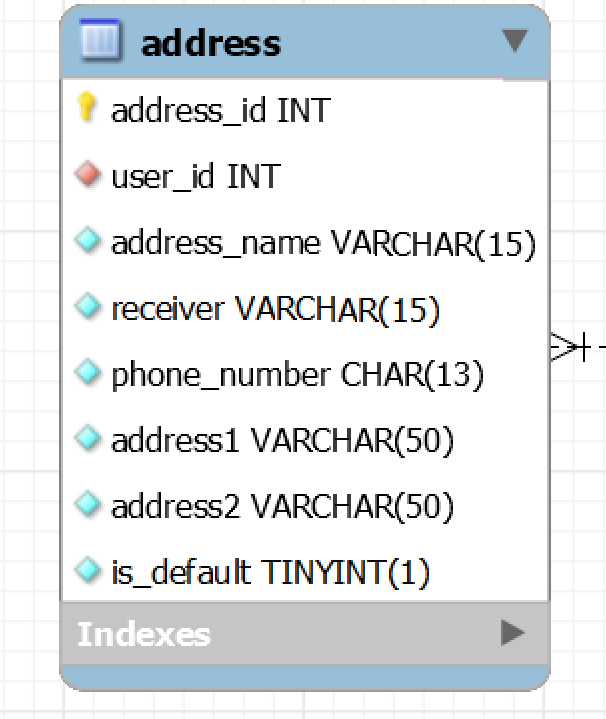 address
address_id INT
user_id INT
address_name VARCHAR(15)
receiver VARCHAR(15)
phone_number CHAR(13)
address1 VARCHAR(50)
address2 VARCHAR(50)
is_default TINYINT(1)
Indexes